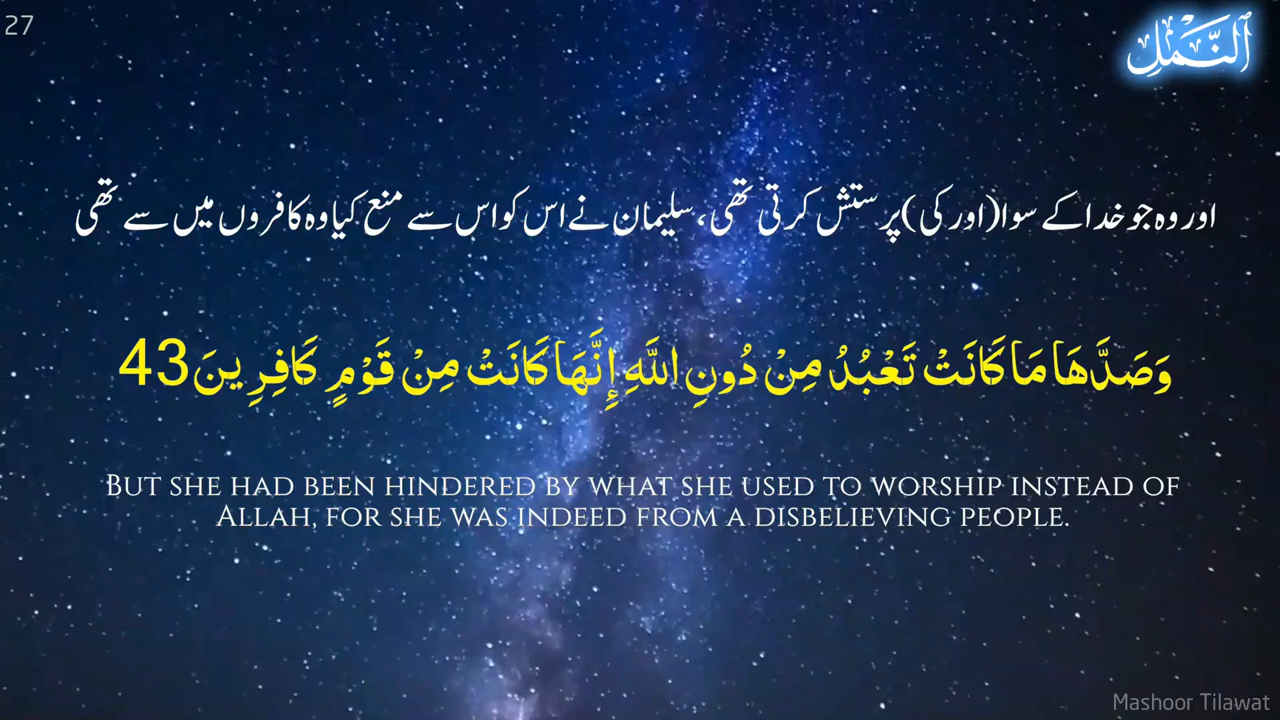 27
ٱلنَّمْلِ
اور وہ جو خدا کے سوا(اور کی)پرستش کرتی تھی، سلیمان نے اس کو اس سے منع کیا وہ کافروں میں سے تھی
وَصَدَّهَا مَا كَانَتْ تَعْبُدُ مِنْ دُونِ اللَّهِ إِنَّهَا كَانَتْ مِنْ قَوْمٍ كَافِرِينَ 43
But she had been hindered by what she used to worship instead of
Allah, for she was indeed from a disbelieving people.
Mashoor Tilawat